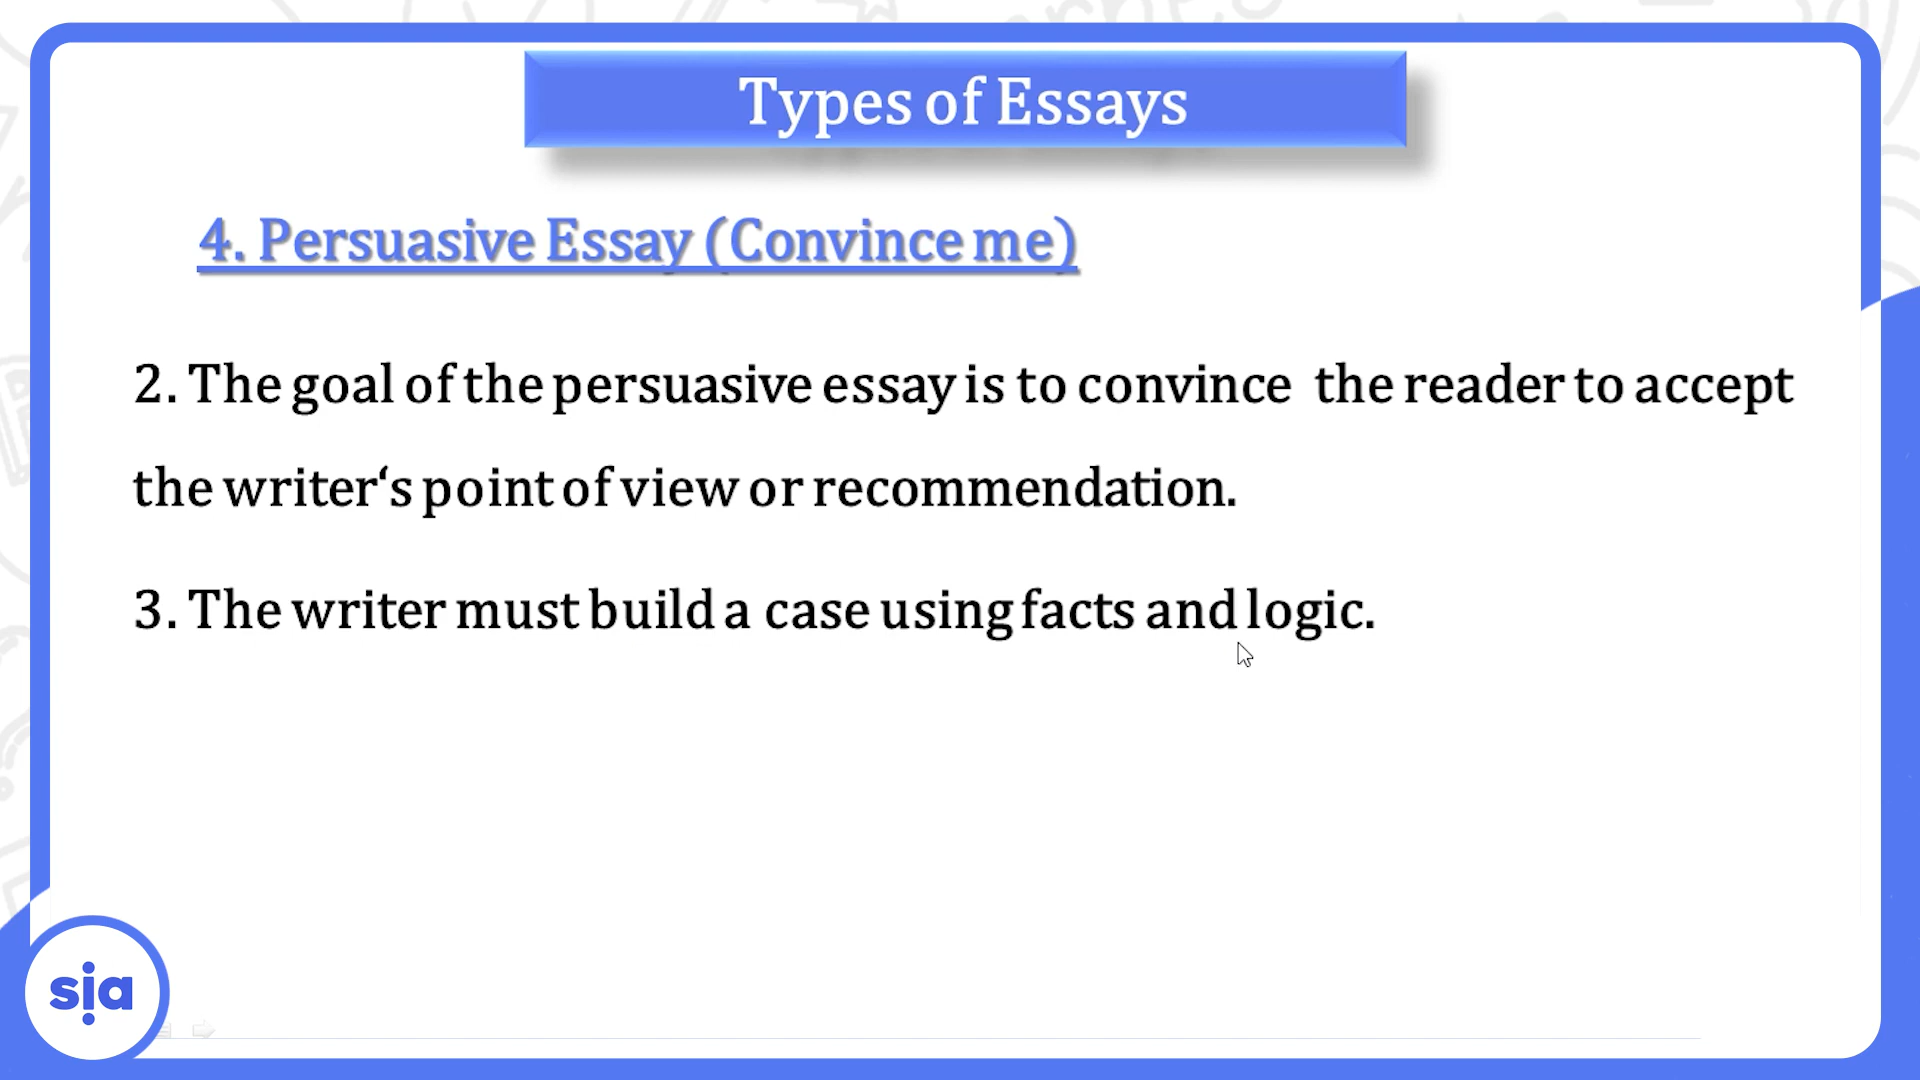 Types of Essays
4. Persuasive Essay (Convince me)
2. The goal of the persuasive essay is to convince  the reader to accept
the writer‘s point of view or recommendation.
3. The writer must build a case using facts and logic.
sia